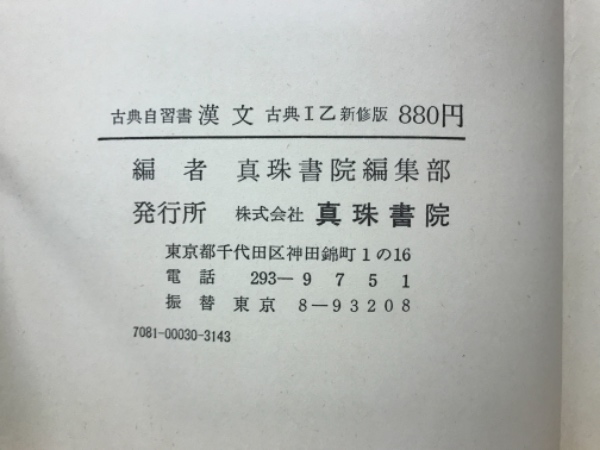 古典自習書 漢文 古典Ⅰ乙 新修版 880円
編者 真珠書院編集部
発行所 株式会社 真珠書院
東京都千代田区神田錦町1の16
電話 293―9751
振替 東京 8―93208
7081-00030-3143